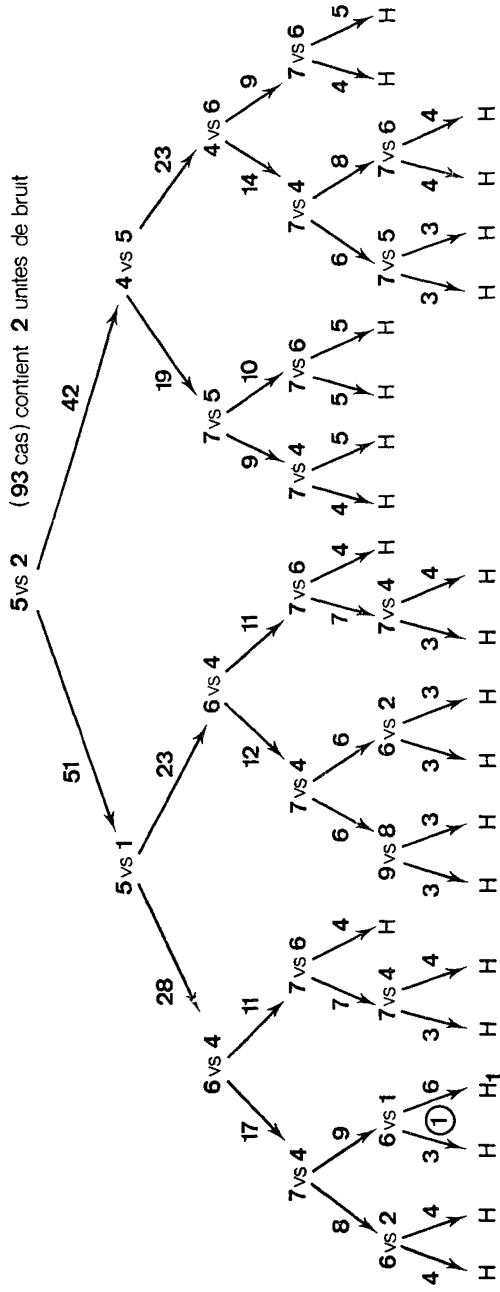 5 vs 2 (93 cas) contient 2 unites de bruit
51 42
5 vs 1 4 vs 5
28 23 19 23
6 vs 4 6 vs 4 7 vs 5 4 vs 6
17 11 12 11 9 10 14 9
7 vs 4 7 vs 6 7 vs 4 7 vs 6 7 vs 4 7 vs 6 7 vs 4 7 vs 6
8 9 7 4 6 6 7 4 4 5 5 5 6 8 4 5
6 vs 2 6 vs 1 7 vs 4 H 9 vs 8 6 vs 2 7 vs 4 H H H H H 7 vs 5 7 vs 6 H H
4 4 3 ① 6 3 4 3 3 3 3 3 4 3 3 4 4
H H H H1 H H H H H H H H H H H H